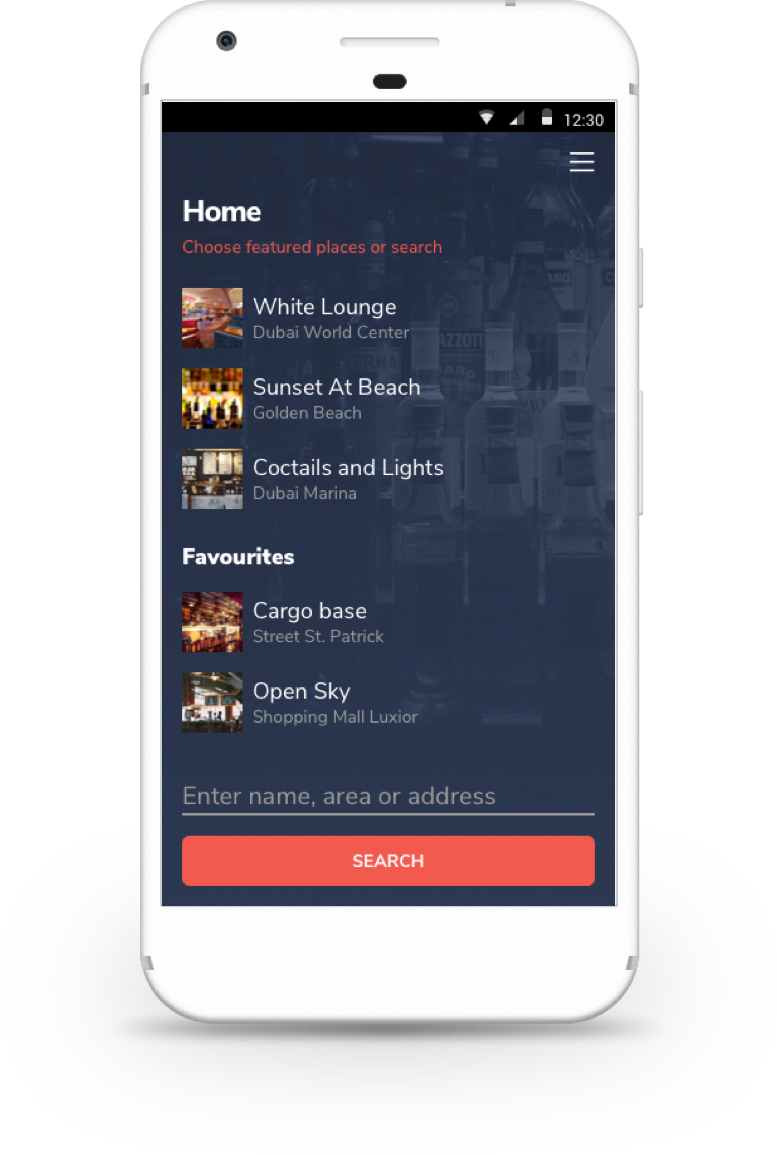 12:30
Home
Choose featured places or search
White Lounge
Dubai World Center
Sunset At Beach
Golden Beach
Coctails and Lights
Dubai Marina
Favourites
Cargo base
Street St. Patrick
Open Sky
Shopping Mall Luxior
Enter name, area or address
SEARCH